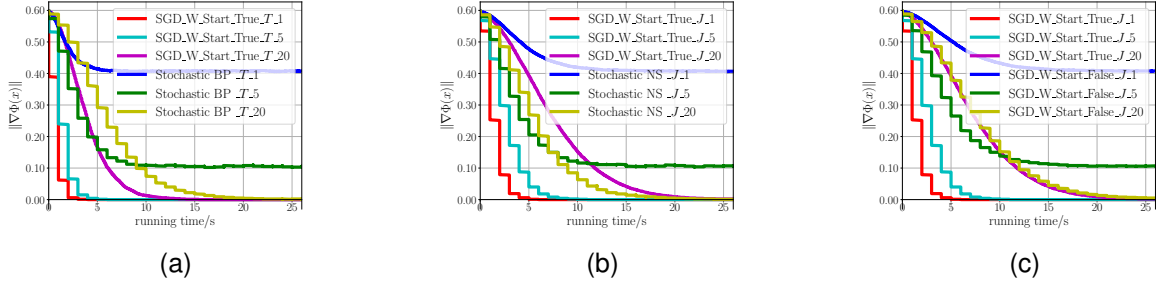 0.60
0.50
0.40
0.30
0.20
0.10
0.00
‖∇Φ(x)‖
SGD_W_Start_True_T_1
SGD_W_Start_True_T_5
SGD_W_Start_True_T_20
Stochastic BP _T_1
Stochastic BP _T_5
Stochastic BP _T_20
0 5 10 15 20 25
running time/s
(a)
0.60
0.50
0.40
0.30
0.20
0.10
0.00
‖∇Φ(x)‖
SGD_W_Start_True_J_1
SGD_W_Start_True_J_5
SGD_W_Start_True_J_20
Stochastic NS _J_1
Stochastic NS _J_5
Stochastic NS _J_20
0 5 10 15 20 25
running time/s
(b)
0.60
0.50
0.40
0.30
0.20
0.10
0.00
‖∇Φ(x)‖
SGD_W_Start_True_J_1
SGD_W_Start_True_J_5
SGD_W_Start_True_J_20
SGD_W_Start_False_J_1
SGD_W_Start_False_J_5
SGD_W_Start_False_J_20
0 5 10 15 20 25
running time/s
(c)